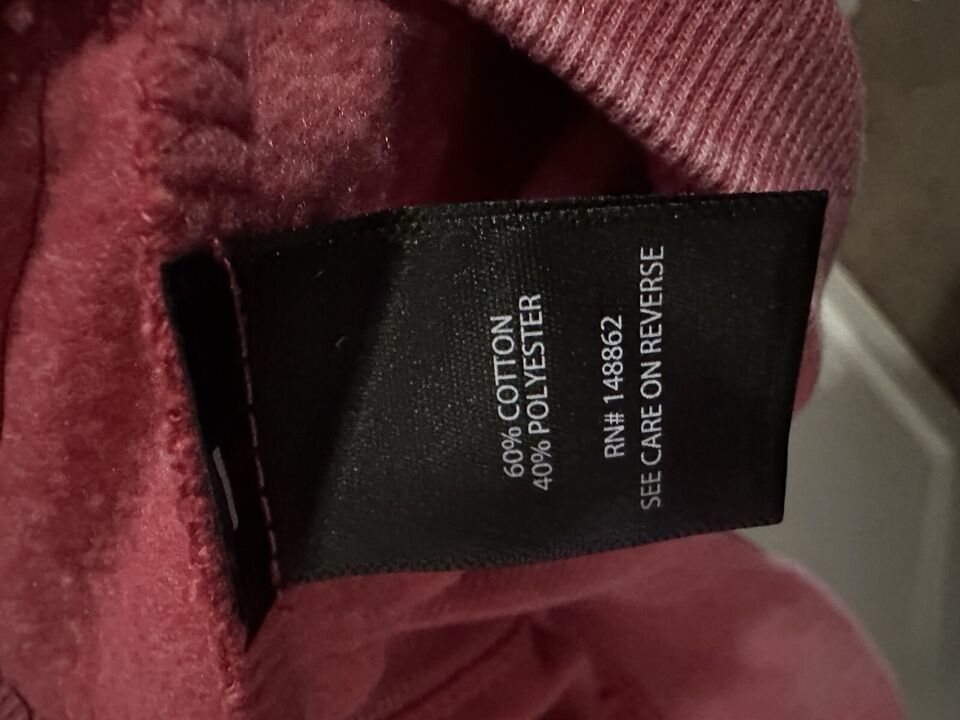 60% COTTON
40% POLYESTER
RN# 148862
SEE CARE ON REVERSE